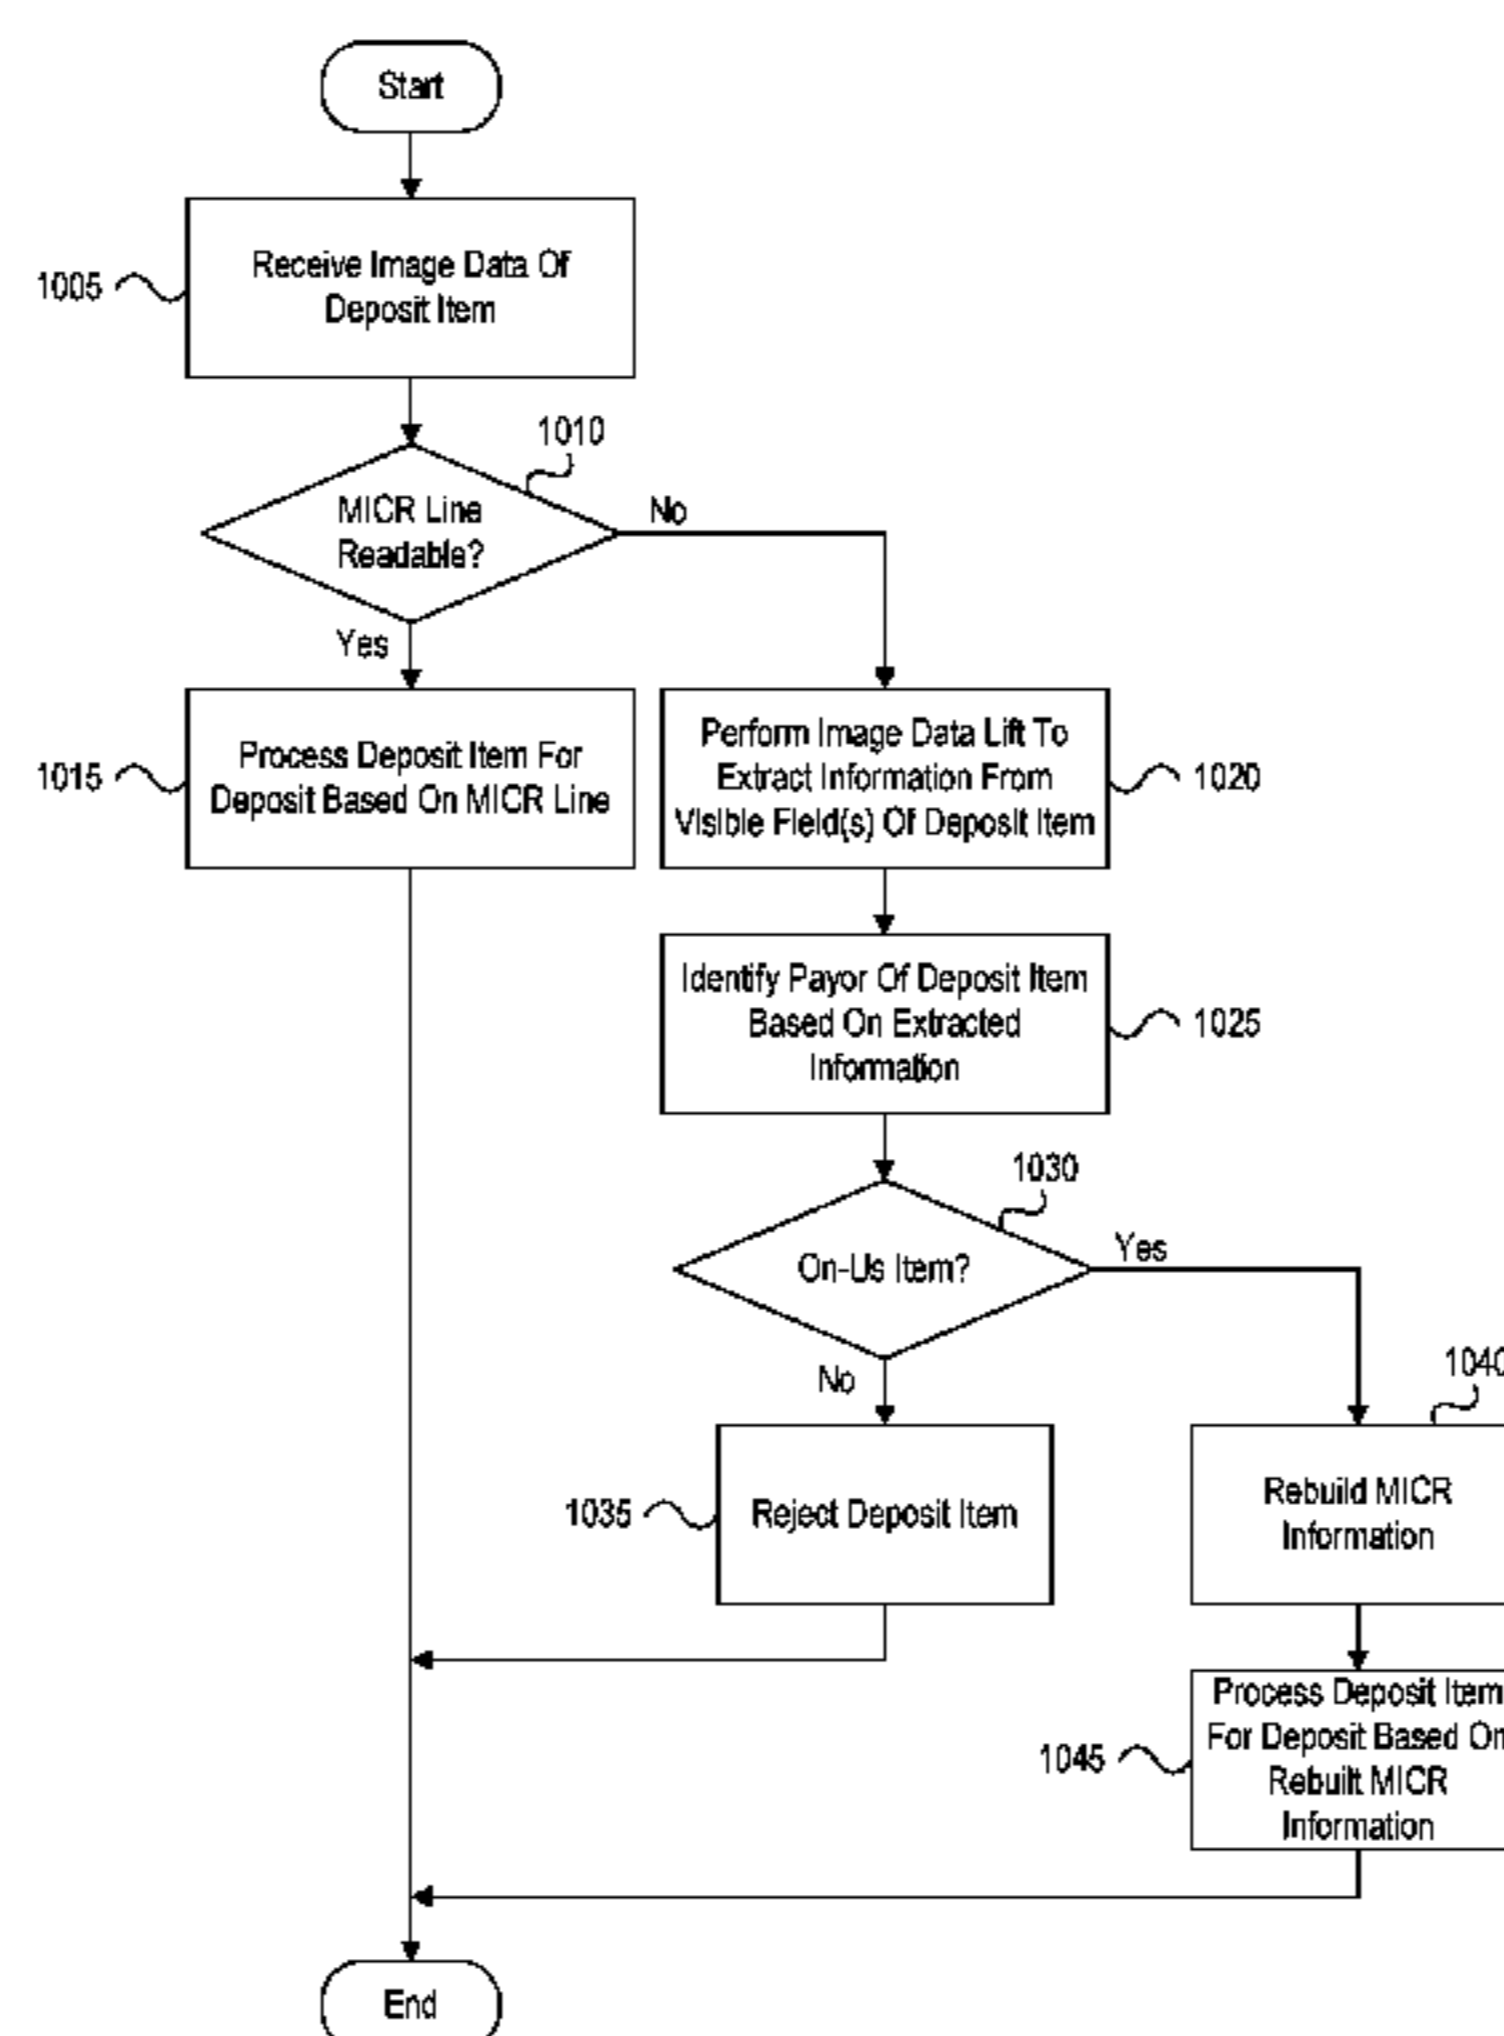 Start
1005
Receive Image Data Of
Deposit Item
1010
MICR Line
Readable?
No
Yes
1015
Process Deposit Item For
Deposit Based On MICR Line
Perform Image Data Lift To
Extract Information From
Visible Field(s) Of Deposit Item
1020
Identify Payor Of Deposit Item
Based On Extracted
Information
1025
1030
On-Us Item?
Yes
No
1040
1035
Reject Deposit Item
Rebuild MICR
Information
1045
Process Deposit Item
For Deposit Based On
Rebuilt MICR
Information
End